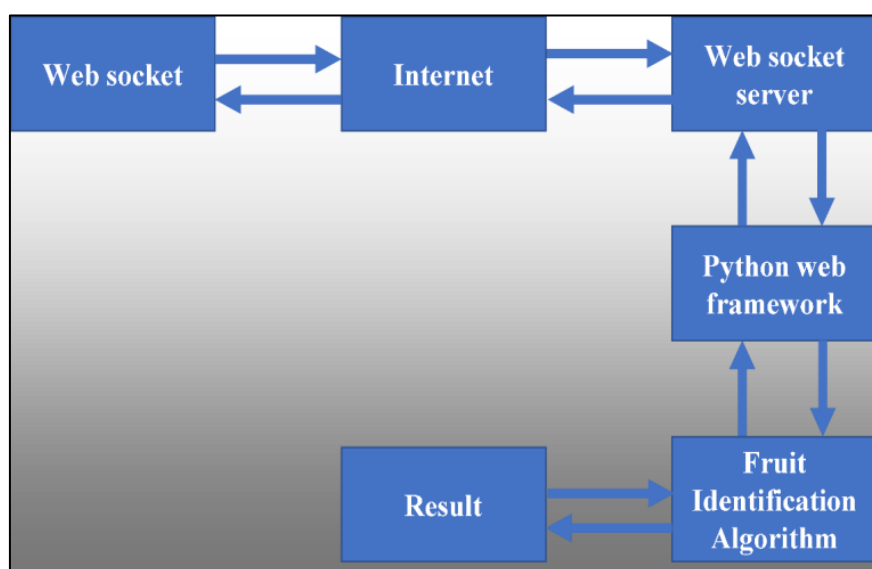 Web socket
Internet
Web socket
server
Python web
framework
Fruit
Identification
Algorithm
Result